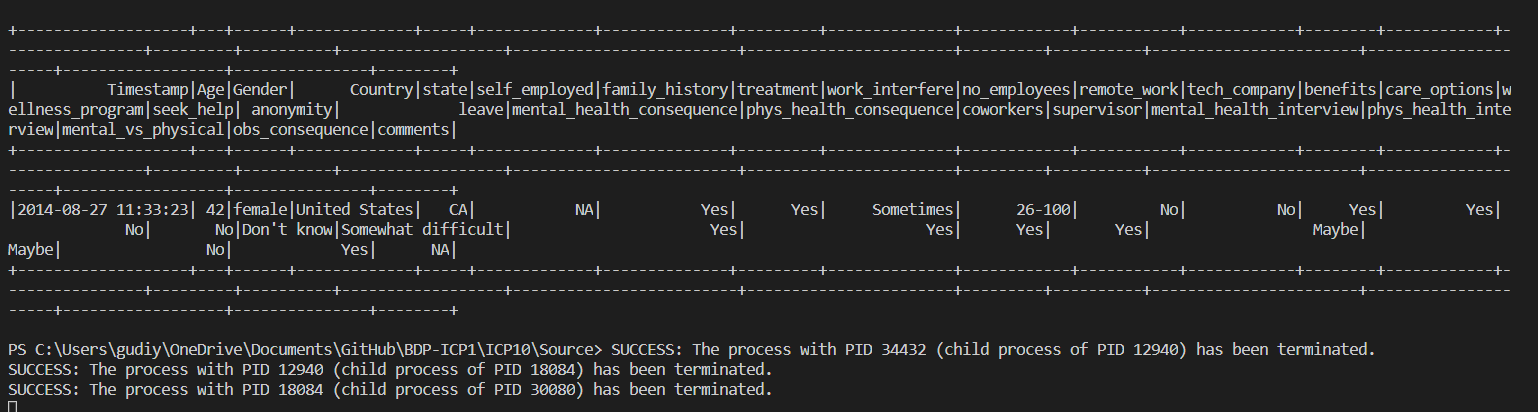 +-------------------+---+------+-------------+-----+-------------+--------------+---------+--------------+------------+-----------+------------+--------+------------+-
---------------+---------+----------+------------------+-------------------------+-----------------------+----------+----------+-----------------------+----------------
-----+------------------+---------------+--------+
|          Timestamp|Age|Gender|      Country|state|self_employed|family_history|treatment|work_interfere|no_employees|remote_work|tech_company|benefits|care_options|w
ellness_program|seek_help| anonymity|             leave|mental_health_consequence|phys_health_consequence|coworkers|supervisor|mental_health_interview|phys_health_inte
rview|mental_vs_physical|obs_consequence|comments|
+-------------------+---+------+-------------+-----+-------------+--------------+---------+--------------+------------+-----------+------------+--------+------------+-
---------------+---------+----------+------------------+-------------------------+-----------------------+---------+----------+-----------------------+----------------
-----+------------------+---------------+--------+
|2014-08-27 11:33:23| 42|female|United States|   CA|           NA|           Yes|      Yes|     Sometimes|      26-100|         No|          No|     Yes|         Yes|
             No|       No|Don't know|Somewhat difficult|                      Yes|                    Yes|      Yes|       Yes|                  Maybe|
Maybe|                No|            Yes|      NA|
+-------------------+---+------+-------------+-----+-------------+--------------+---------+--------------+------------+-----------+------------+--------+------------+-
---------------+---------+----------+------------------+-------------------------+-----------------------+---------+----------+-----------------------+----------------
-----+------------------+---------------+--------+
PS C:\Users\gudiy\OneDrive\Documents\GitHub\BDP-ICP1\ICP10\Source> SUCCESS: The process with PID 34432 (child process of PID 12940) has been terminated.
SUCCESS: The process with PID 12940 (child process of PID 18084) has been terminated.
SUCCESS: The process with PID 18084 (child process of PID 30080) has been terminated.